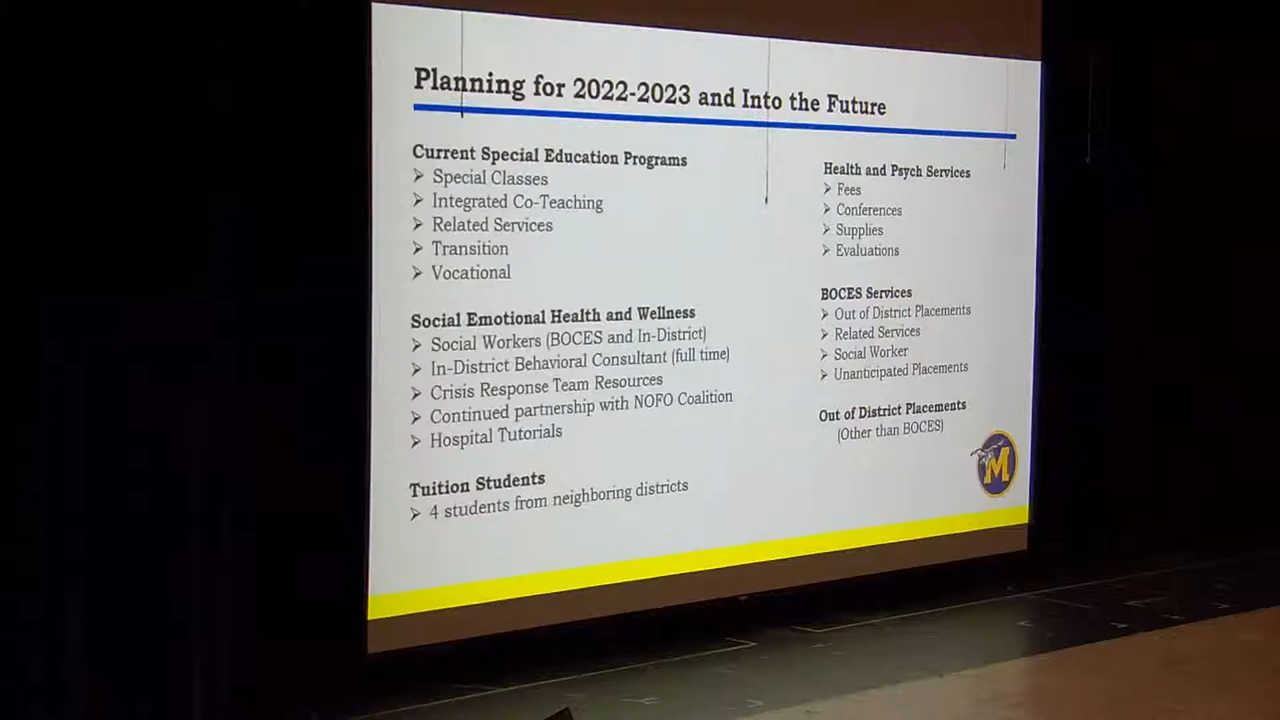 Planning for 2022-2023 and Into the Future
Current Special Education Programs
➢ Special Classes
➢ Integrated Co-Teaching
➢ Related Services
➢ Transition
➢ Vocational
Social Emotional Health and Wellness
➢ Social Workers (BOCES and In-District)
➢ In-District Behavioral Consultant (full time)
➢ Crisis Response Team Resources
➢ Continued partnership with NOFO Coalition
➢ Hospital Tutorials
Tuition Students
➢ 4 students from neighboring districts
Health and Psych Services
➢ Fees
➢ Conferences
➢ Supplies
➢ Evaluations
BOCES Services
➢ Out of District Placements
➢ Related Services
➢ Social Worker
➢ Unanticipated Placements
Out of District Placements
(Other than BOCES)
M